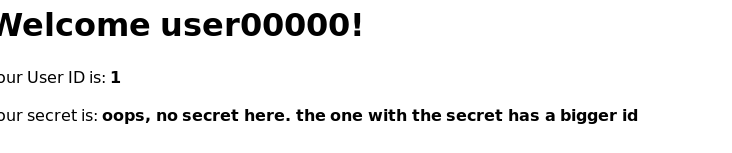 Welcome user00000!
our User ID is: 1
our secret is: oops, no secret here. the one with the secret has a bigger id